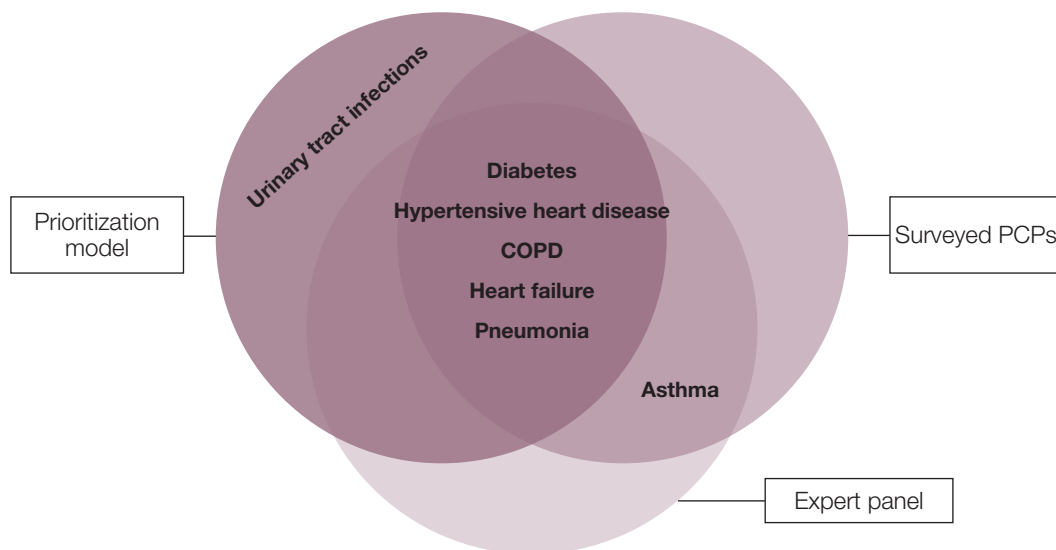 Urinary tract infections
Diabetes
Hypertensive heart disease
COPD
Heart failure
Pneumonia
Asthma
Prioritization
model
Surveyed PCPs
Expert panel